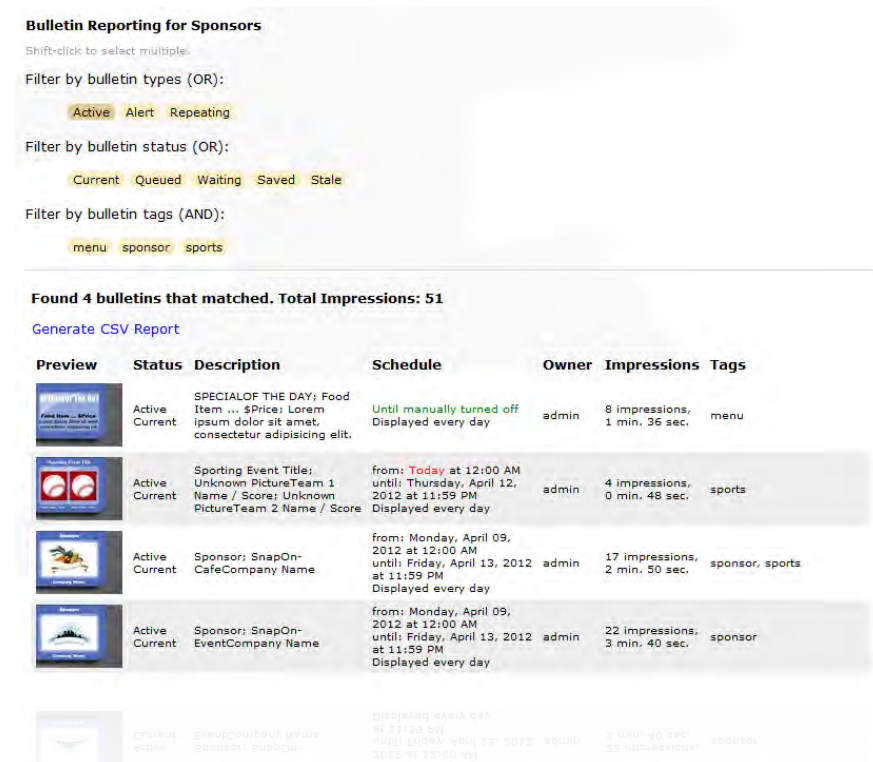 Bulletin Reporting for Sponsors
Shift-click to select multiple.
Filter by bulletin types (OR):
Active Alert Repeating
Filter by bulletin status (OR):
Current Queued Waiting Saved Stale
Filter by bulletin tags (AND):
menu sponsor sports
Found 4 bulletins that matched. Total Impressions: 51
Generate CSV Report
Preview Status Description Schedule Owner Impressions Tags
Active
Current
SPECIALOF THE DAY; Food
Item ... $Price; Lorem
ipsum dolor sit amet,
consectetur adipisicing elit.
Until manually turned off
Displayed every day
admin
8 impressions,
1 min. 36 sec.
menu
Active
Current
Sporting Event Title;
Unknown PictureTeam 1
Name / Score; Unknown
PictureTeam 2 Name / Score
from: Today at 12:00 AM
until: Thursday, April 12,
2012 at 11:59 PM
Displayed every day
admin
4 impressions,
0 min. 48 sec.
sports
Sponsor
Company Name
Active
Current
Sponsor; SnapOn-
CafeCompany Name
from: Monday, April 09,
2012 at 12:00 AM
until: Friday, April 13, 2012
at 11:59 PM
Displayed every day
admin
17 impressions,
2 min. 50 sec.
sponsor, sports
Sponsor
Company Name
Active
Current
Sponsor; SnapOn-
EventCompany Name
from: Monday, April 09,
2012 at 12:00 AM
until: Friday, April 13, 2012
at 11:59 PM
Displayed every day
admin
22 impressions,
3 min. 40 sec.
sponsor